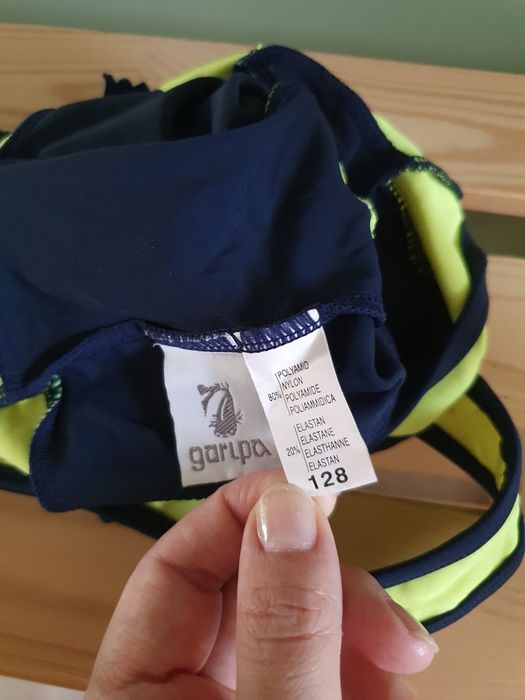 garipa
80%
POLYAMID
NYLON
POLYAMIDE
POLIAMMIDICA
20%
ELASTAN
ELASTANE
ELASTHANNE
ELASTAN
128